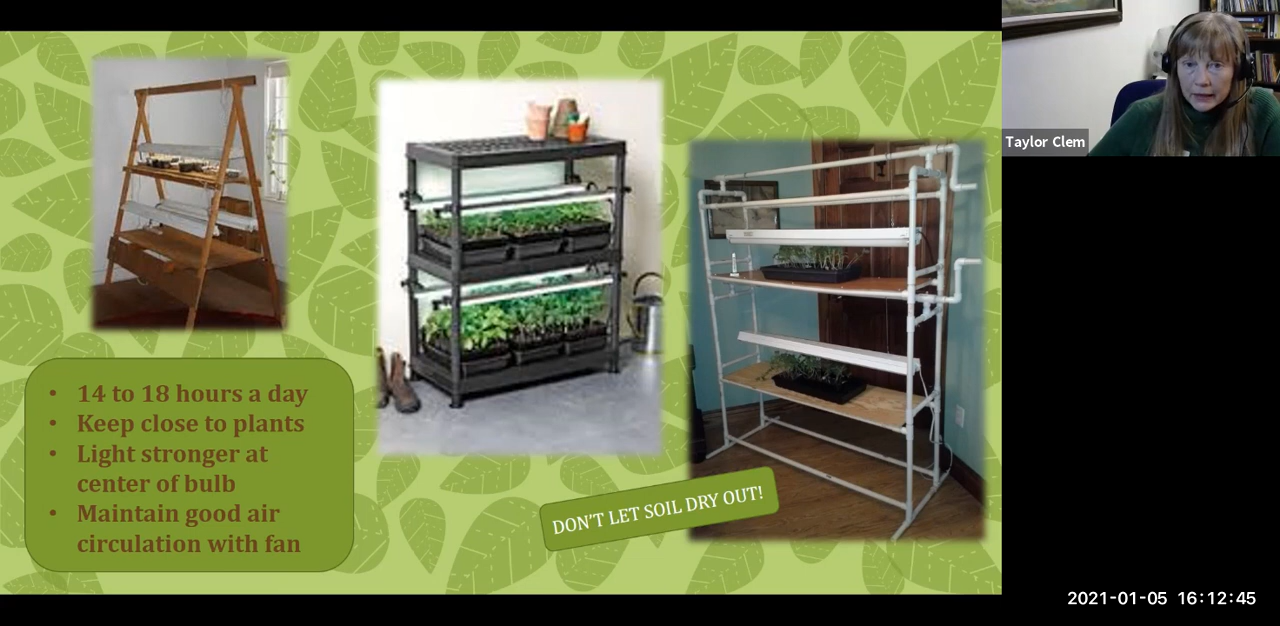 Taylor Clem
• 14 to 18 hours a day
• Keep close to plants
• Light stronger at
center of bulb
• Maintain good air
circulation with fan
DON'T LET SOIL DRY OUT!
2021-01-05 16:12:45